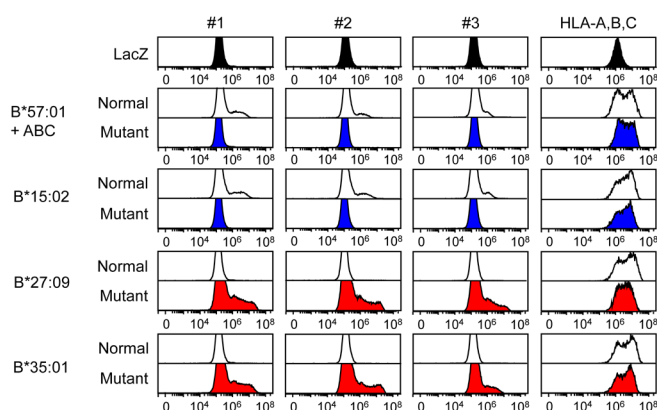 #1 #2 #3 HLA-A,B,C
LacZ
0 10⁴ 10⁶ 10⁸ 0 10⁴ 10⁶ 10⁸ 0 10⁴ 10⁶ 10⁸ 0 10⁴ 10⁶ 10⁸
B*57:01
+ ABC
Normal
Mutant
0 10⁴ 10⁶ 10⁸ 0 10⁴ 10⁶ 10⁸ 0 10⁴ 10⁶ 10⁸ 0 10⁴ 10⁶ 10⁸
B*15:02
Normal
Mutant
0 10⁴ 10⁶ 10⁸ 0 10⁴ 10⁶ 10⁸ 0 10⁴ 10⁶ 10⁸ 0 10⁴ 10⁶ 10⁸
B*27:09
Normal
Mutant
0 10⁴ 10⁶ 10⁸ 0 10⁴ 10⁶ 10⁸ 0 10⁴ 10⁶ 10⁸ 0 10⁴ 10⁶ 10⁸
B*35:01
Normal
Mutant
0 10⁴ 10⁶ 10⁸ 0 10⁴ 10⁶ 10⁸ 0 10⁴ 10⁶ 10⁸ 0 10⁴ 10⁶ 10⁸